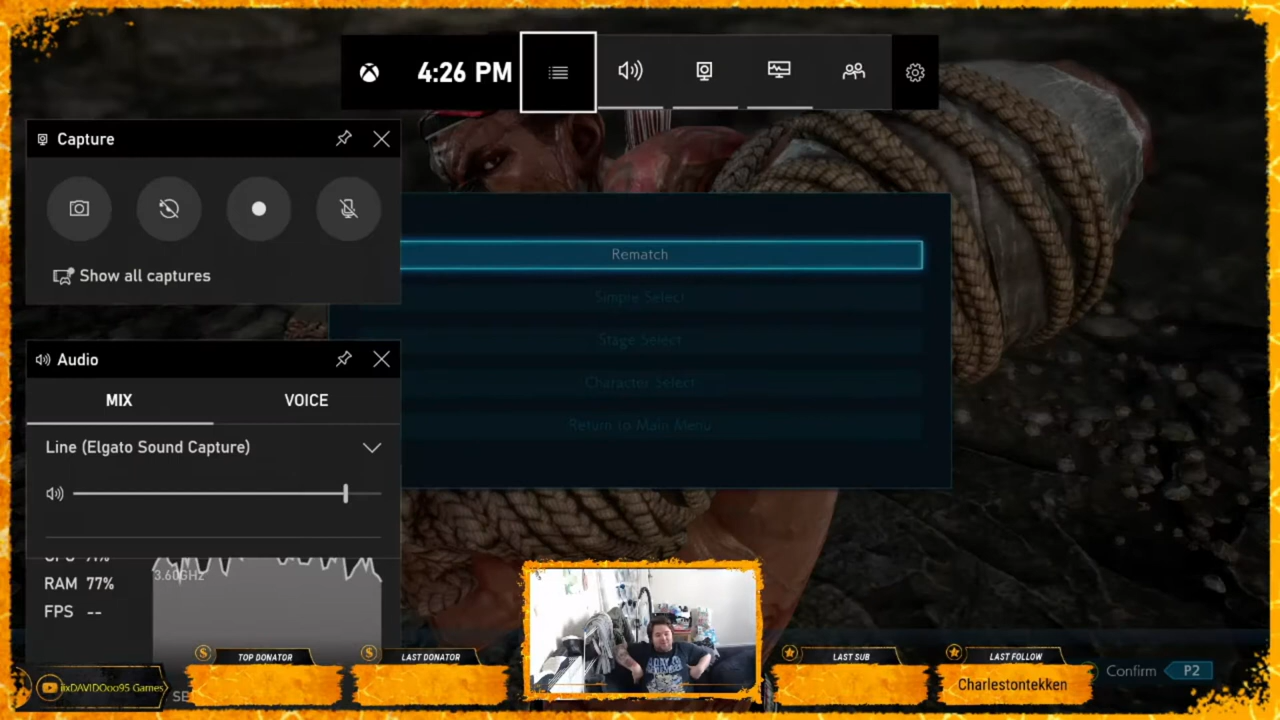 4:26 PM
Capture
Show all captures
Audio
MIX
VOICE
Line (Elgato Sound Capture)
RAM 77%
FPS --
3.60GHz
Rematch
Simple Select
Stage Select
Character Select
Return to Main Menu
TOP DONATOR
LAST DONATOR
LAST SUB
LAST FOLLOW
Charlestontekken
iixDAVIDOoo95 Games
Confirm
P2